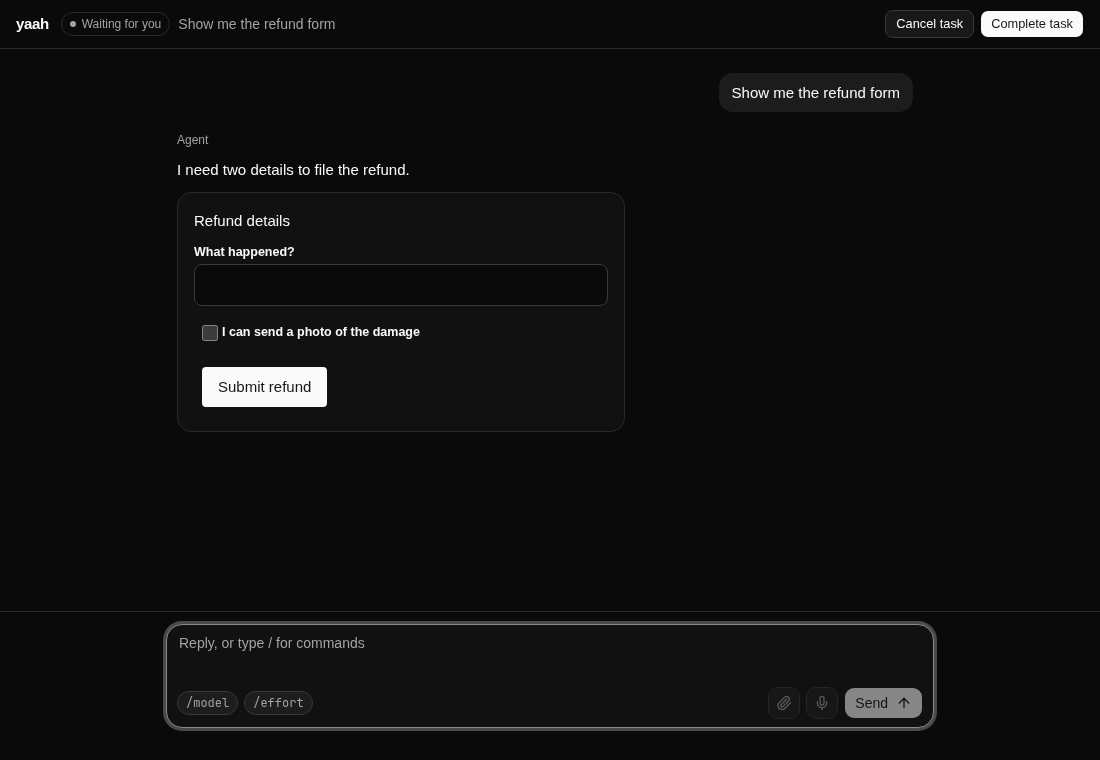 yaah
Waiting for you
Show me the refund form
Cancel task
Complete task
Show me the refund form
Agent
I need two details to file the refund.
Refund details
What happened?
I can send a photo of the damage
Submit refund
Reply, or type / for commands
/model
/effort
Send